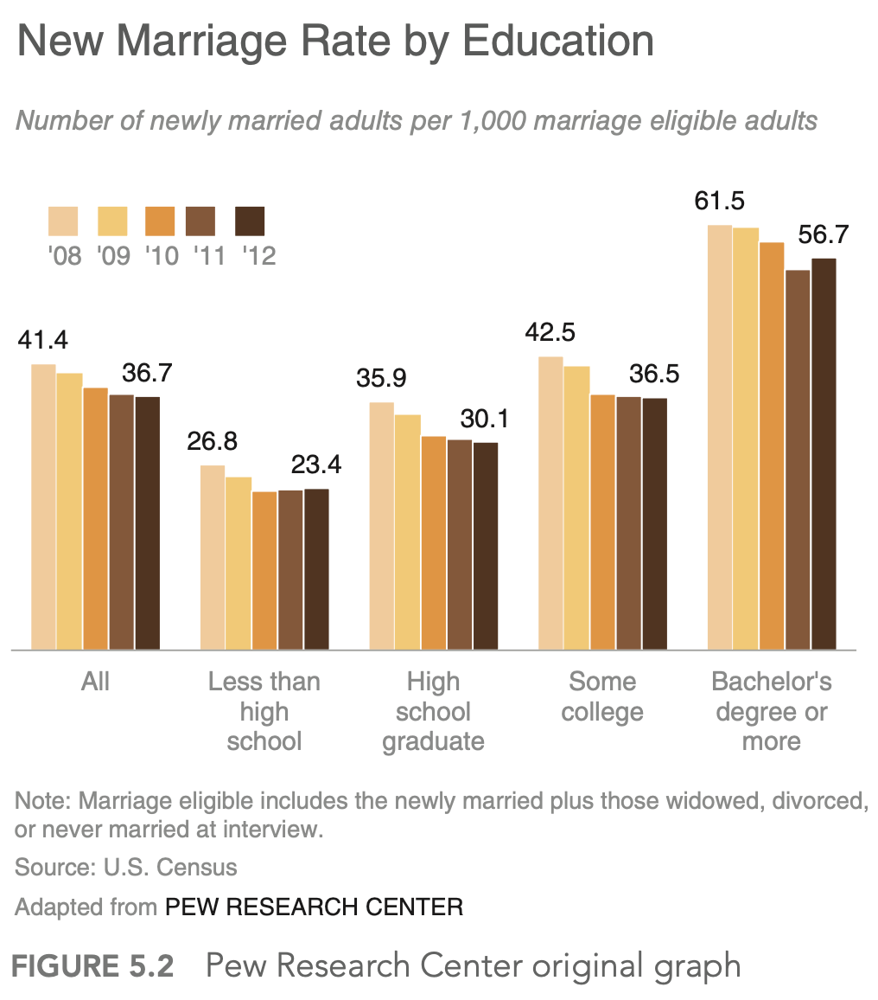 New Marriage Rate by Education
Number of newly married adults per 1,000 marriage eligible adults
'08 '09 '10 '11 '12
41.4
36.7
26.8
23.4
35.9
30.1
42.5
36.5
61.5
56.7
All
Less than
high
school
High
school
graduate
Some
college
Bachelor's
degree or
more
Note: Marriage eligible includes the newly married plus those widowed, divorced,
or never married at interview.
Source: U.S. Census
Adapted from PEW RESEARCH CENTER
FIGURE 5.2 Pew Research Center original graph